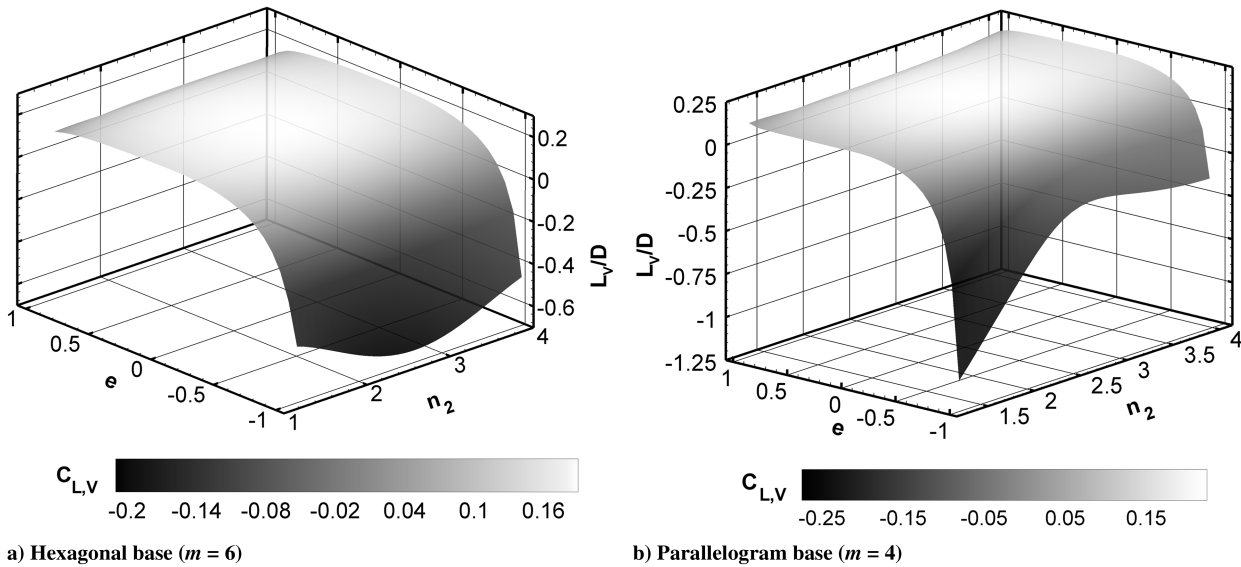 0.2
0
-0.2
-0.4
-0.6
L_V/D
1
0.5
0
-0.5
-1
e
1
2
3
4
n_2
C_L,V
-0.2 -0.14 -0.08 -0.02 0.04 0.1 0.16
a) Hexagonal base (m = 6)
0.25
0
-0.25
-0.5
-0.75
-1
-1.25
L_V/D
1
0.5
0
-0.5
-1
e
1.5
2
2.5
3
3.5
4
n_2
C_L,V
-0.25 -0.15 -0.05 0.05 0.15
b) Parallelogram base (m = 4)